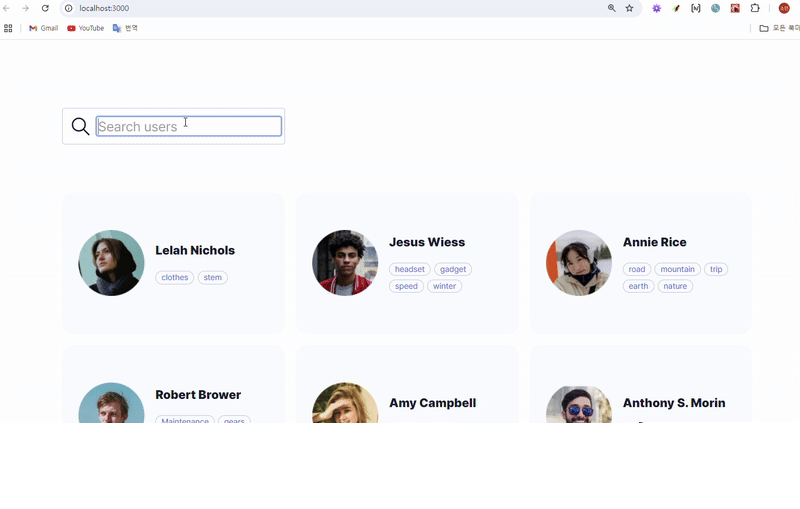 localhost:3000
Gmail YouTube 번역
모든 북마
Search users
Lelah Nichols
clothes stem
Jesus Wiess
headset gadget
speed winter
Annie Rice
road mountain trip
earth nature
Robert Brower
Maintenance gears
Amy Campbell
Anthony S. Morin